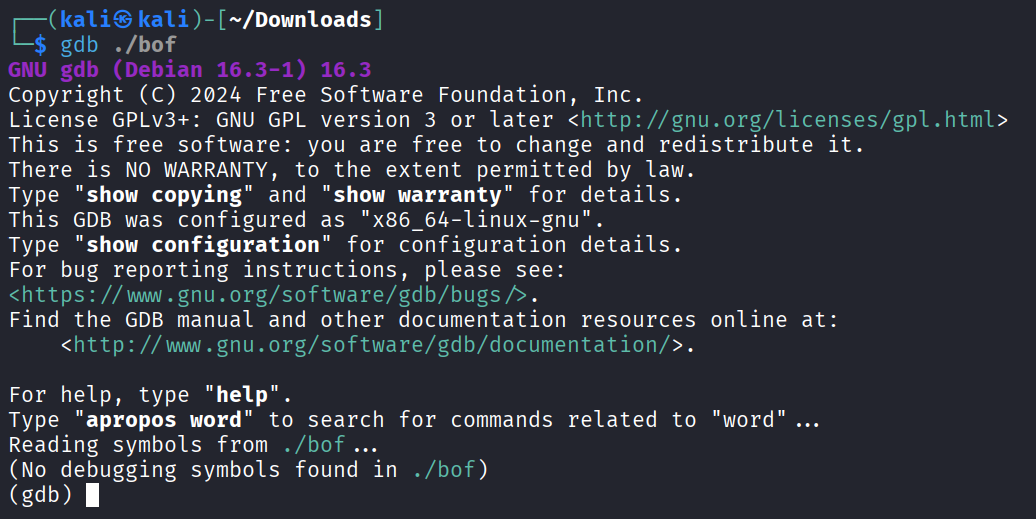 ┌──(kali㉿kali)-[~/Downloads]
└─$ gdb ./bof
GNU gdb (Debian 16.3-1) 16.3
Copyright (C) 2024 Free Software Foundation, Inc.
License GPLv3+: GNU GPL version 3 or later <http://gnu.org/licenses/gpl.html>
This is free software: you are free to change and redistribute it.
There is NO WARRANTY, to the extent permitted by law.
Type "show copying" and "show warranty" for details.
This GDB was configured as "x86_64-linux-gnu".
Type "show configuration" for configuration details.
For bug reporting instructions, please see:
<https://www.gnu.org/software/gdb/bugs/>.
Find the GDB manual and other documentation resources online at:
    <http://www.gnu.org/software/gdb/documentation/>.

For help, type "help".
Type "apropos word" to search for commands related to "word"...
Reading symbols from ./bof...
(No debugging symbols found in ./bof)
(gdb)